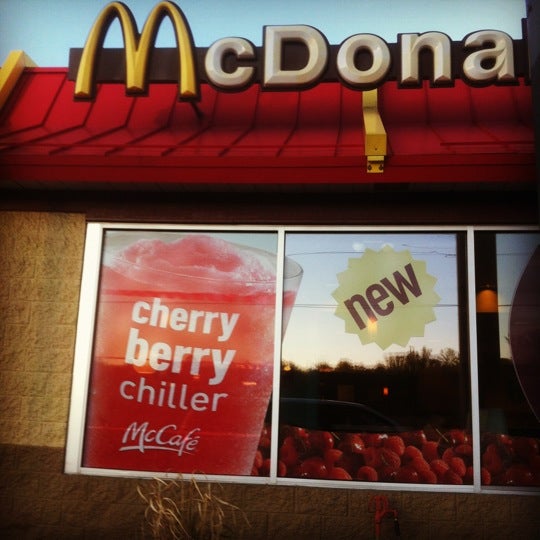 McDona
cherry
berry
chiller
McCafé
new